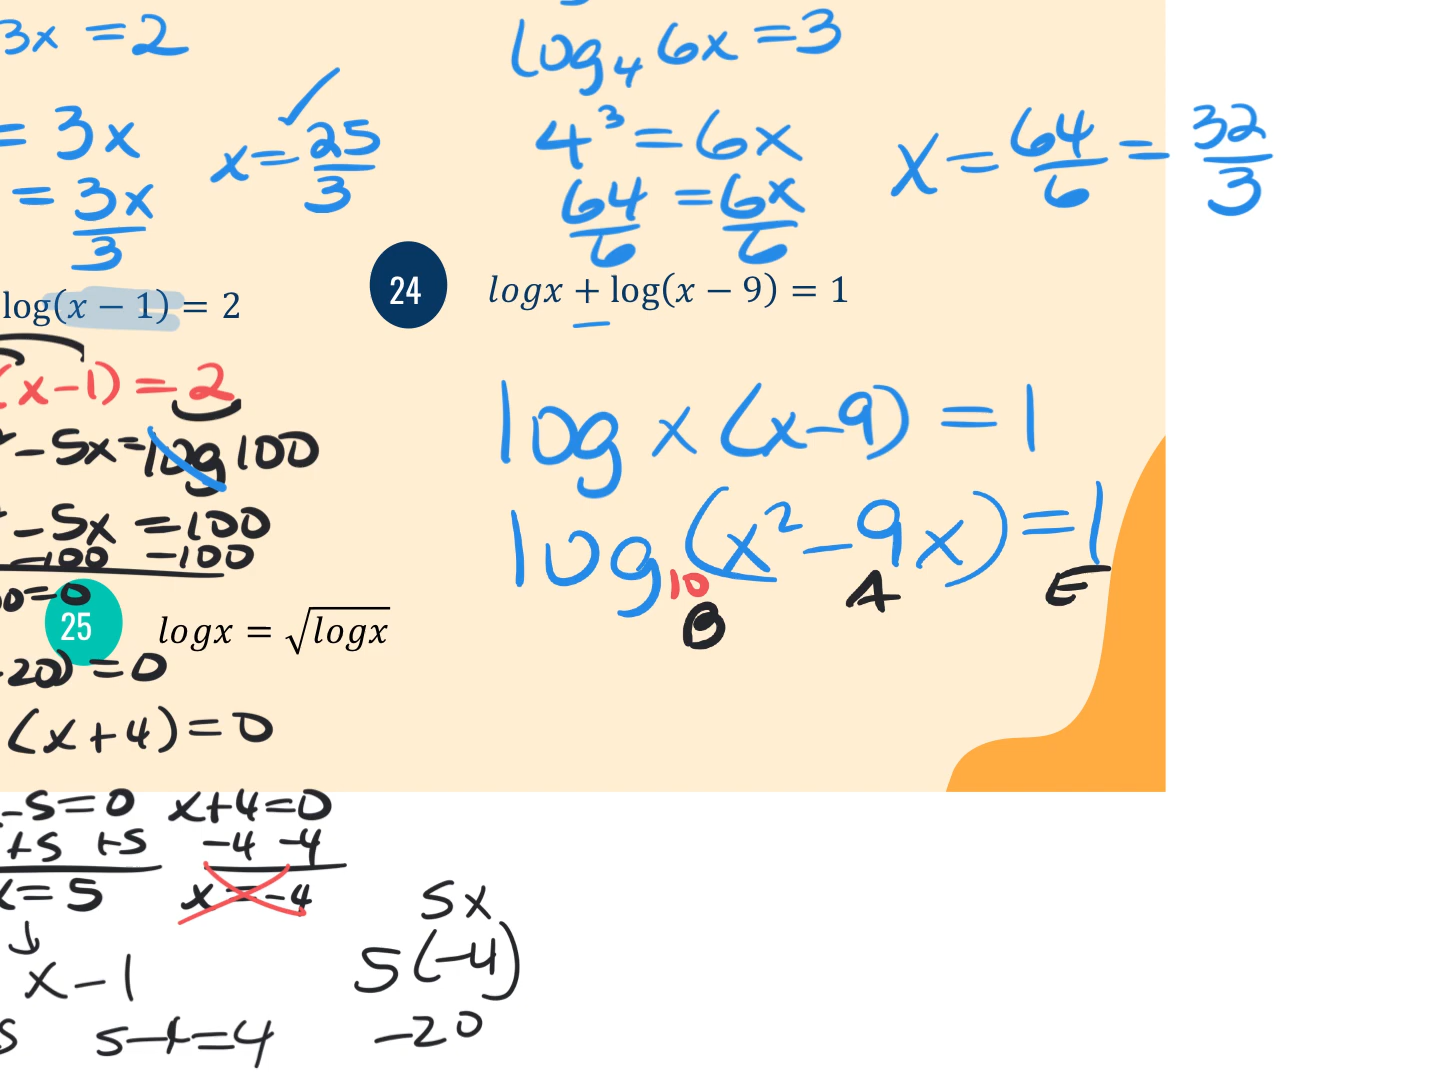 3x = 2
= 3x
x = 25/3
= 3x/3
log₄ 6x = 3
4³ = 6x
64/6 = 6x/6
x = 64/6 = 32/3
log(x − 1) = 2
(x−1) = 2
− 5x = log 100
− 5x = 100
−100 −100
00=0
20) = 0
(x+4) = 0
−5=0 x+4=0
+5 +5 −4 −4
x = 5 x = −4
x − 1
5−1=4
5x
5(−4)
−20
24 logx + log(x − 9) = 1
log x (x−9) = 1
log₁₀ (x² − 9x) = 1
B A E
25 logx = √logx